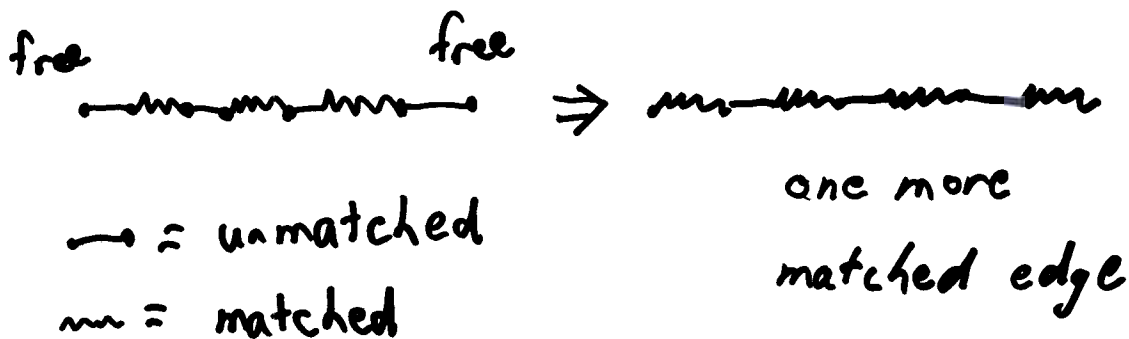 free free
⇒
one more
= unmatched
matched edge
= matched